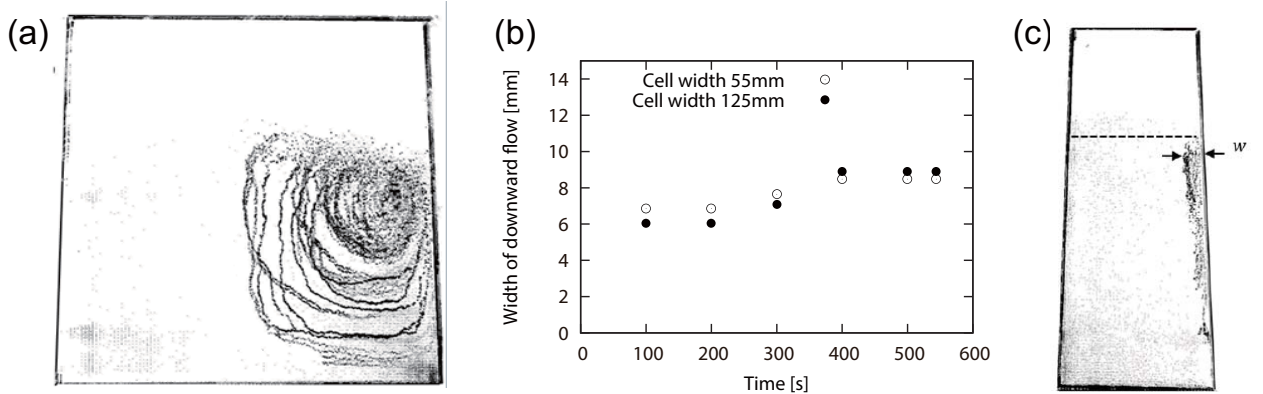 (a)
(b)
Width of downward flow [mm]
14
12
10
8
6
4
2
0
Cell width 55mm
Cell width 125mm
0 100 200 300 400 500 600
Time [s]
(c)
w